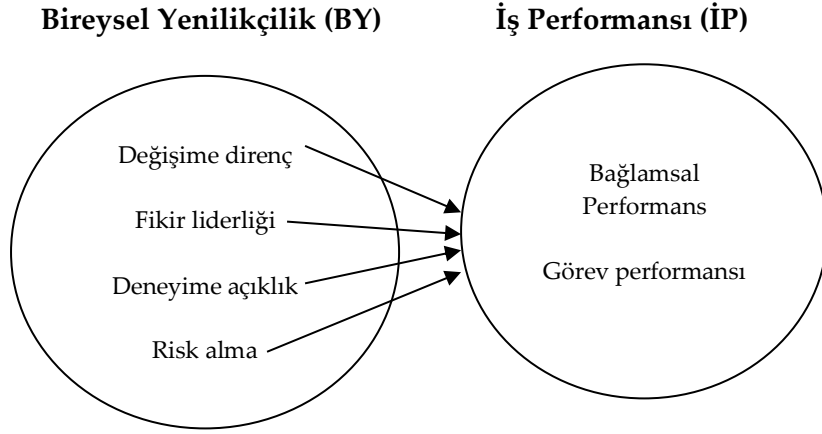 Bireysel Yenilikçilik (BY)
İş Performansı (İP)
Değişime direnç
Fikir liderliği
Deneyime açıklık
Risk alma
Bağlamsal
Performans
Görev performansı